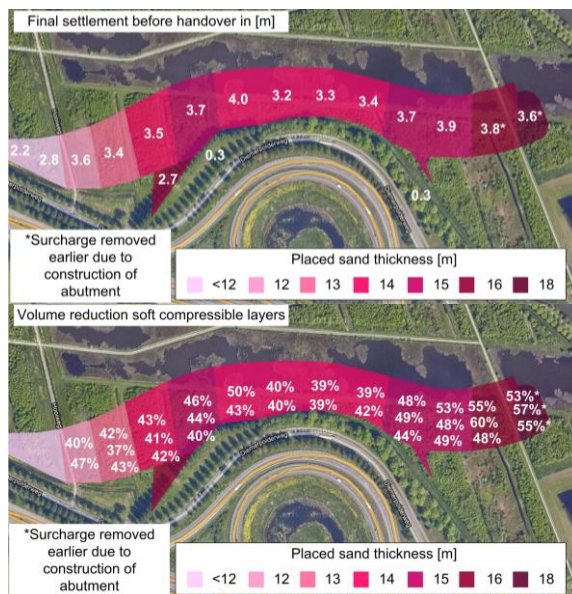 Final settlement before handover in [m]
2.2 2.8 3.6 3.4 3.5 3.7 4.0 3.2 3.3 3.4 3.7 3.9 3.8* 3.6*
2.7 0.3 0.3
Diemerpolderweg
*Surcharge removed
earlier due to
construction of
abutment
Placed sand thickness [m]
<12 12 13 14 15 16 18
Volume reduction soft compressible layers
46% 50% 40% 39% 39% 48% 53% 55% 53%*
40% 42% 43% 44% 43% 40% 39% 42% 49% 48% 60% 57%*
47% 37% 41% 40% 44% 49% 48% 55%*
43% 42%
Diemerpolderweg
*Surcharge removed
earlier due to
construction of
abutment
Placed sand thickness [m]
<12 12 13 14 15 16 18